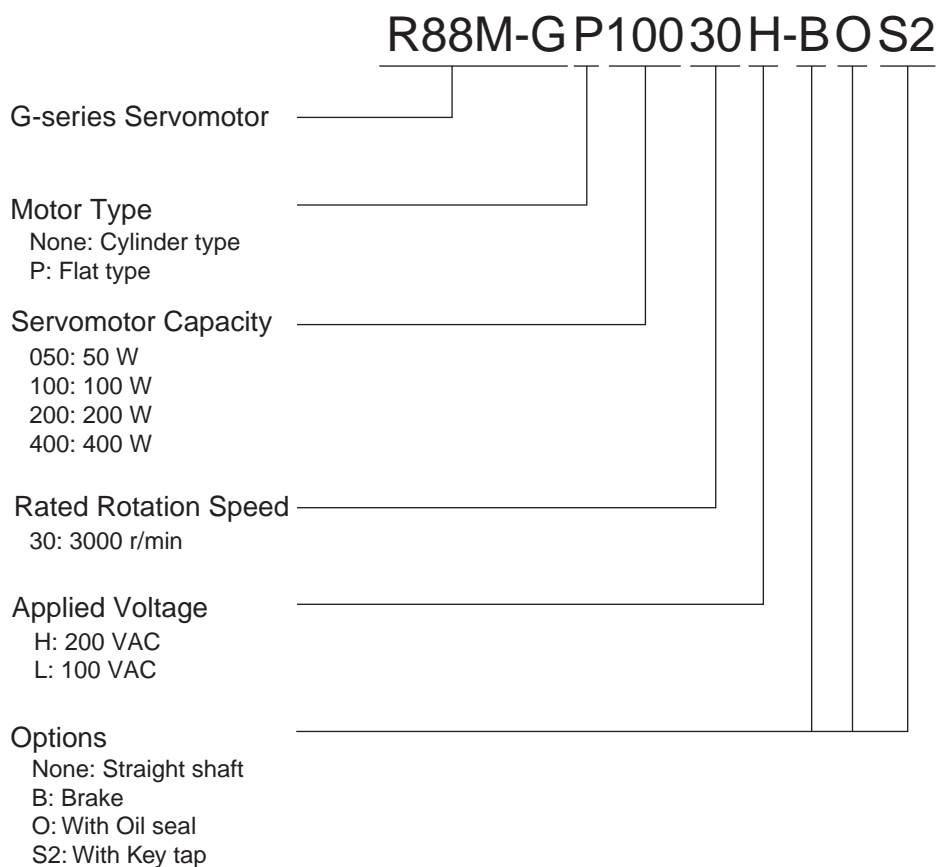 R88M-GP10030H-BOS2
G-series Servomotor
Motor Type
None: Cylinder type
P: Flat type
Servomotor Capacity
050: 50 W
100: 100 W
200: 200 W
400: 400 W
Rated Rotation Speed
30: 3000 r/min
Applied Voltage
H: 200 VAC
L: 100 VAC
Options
None: Straight shaft
B: Brake
O: With Oil seal
S2: With Key tap